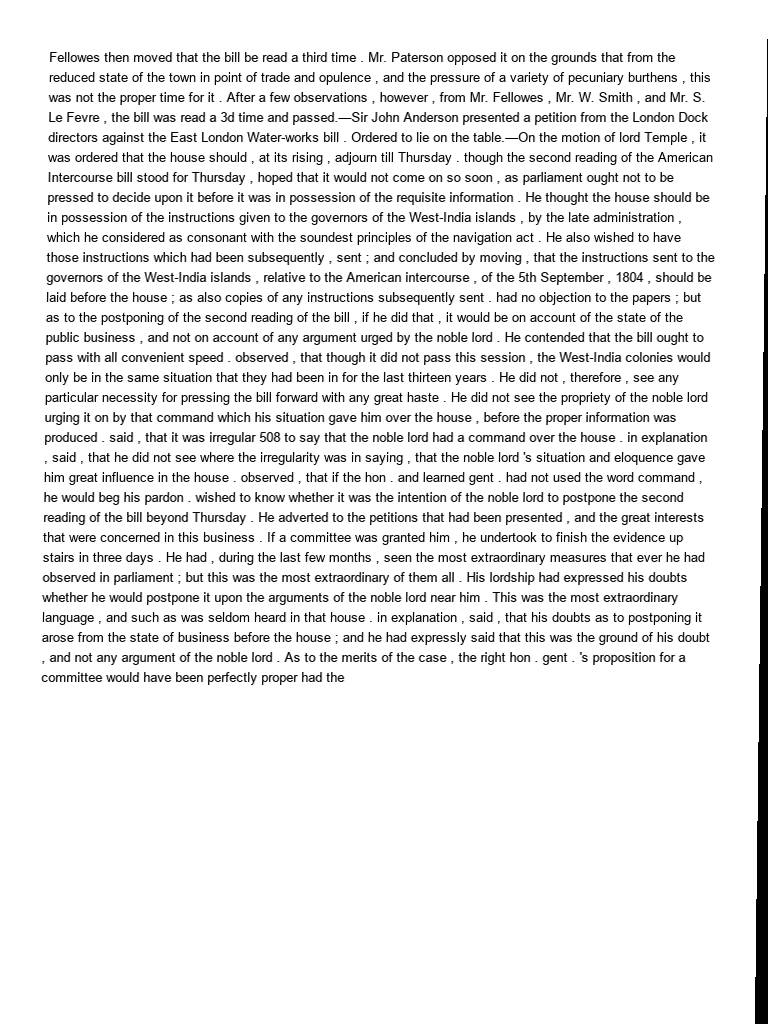 Fellowes then moved that the bill be read a third time . Mr. Paterson opposed it on the grounds that from the
reduced state of the town in point of trade and opulence , and the pressure of a variety of pecuniary burthens , this
was not the proper time for it . After a few observations , however , from Mr. Fellowes , Mr. W. Smith , and Mr. S.
Le Fevre , the bill was read a 3d time and passed.—Sir John Anderson presented a petition from the London Dock
directors against the East London Water-works bill . Ordered to lie on the table.—On the motion of lord Temple , it
was ordered that the house should , at its rising , adjourn till Thursday . though the second reading of the American
Intercourse bill stood for Thursday , hoped that it would not come on so soon , as parliament ought not to be
pressed to decide upon it before it was in possession of the requisite information . He thought the house should be
in possession of the instructions given to the governors of the West-India islands , by the late administration ,
which he considered as consonant with the soundest principles of the navigation act . He also wished to have
those instructions which had been subsequently , sent ; and concluded by moving , that the instructions sent to the
governors of the West-India islands , relative to the American intercourse , of the 5th September , 1804 , should be
laid before the house ; as also copies of any instructions subsequently sent . had no objection to the papers ; but
as to the postponing of the second reading of the bill , if he did that , it would be on account of the state of the
public business , and not on account of any argument urged by the noble lord . He contended that the bill ought to
pass with all convenient speed . observed , that though it did not pass this session , the West-India colonies would
only be in the same situation that they had been in for the last thirteen years . He did not , therefore , see any
particular necessity for pressing the bill forward with any great haste . He did not see the propriety of the noble lord
urging it on by that command which his situation gave him over the house , before the proper information was
produced . said , that it was irregular 508 to say that the noble lord had a command over the house . in explanation
, said , that he did not see where the irregularity was in saying , that the noble lord 's situation and eloquence gave
him great influence in the house . observed , that if the hon . and learned gent . had not used the word command ,
he would beg his pardon . wished to know whether it was the intention of the noble lord to postpone the second
reading of the bill beyond Thursday . He adverted to the petitions that had been presented , and the great interests
that were concerned in this business . If a committee was granted him , he undertook to finish the evidence up
stairs in three days . He had , during the last few months , seen the most extraordinary measures that ever he had
observed in parliament ; but this was the most extraordinary of them all . His lordship had expressed his doubts
whether he would postpone it upon the arguments of the noble lord near him . This was the most extraordinary
language , and such as was seldom heard in that house . in explanation , said , that his doubts as to postponing it
arose from the state of business before the house ; and he had expressly said that this was the ground of his doubt
, and not any argument of the noble lord . As to the merits of the case , the right hon . gent . 's proposition for a
committee would have been perfectly proper had the